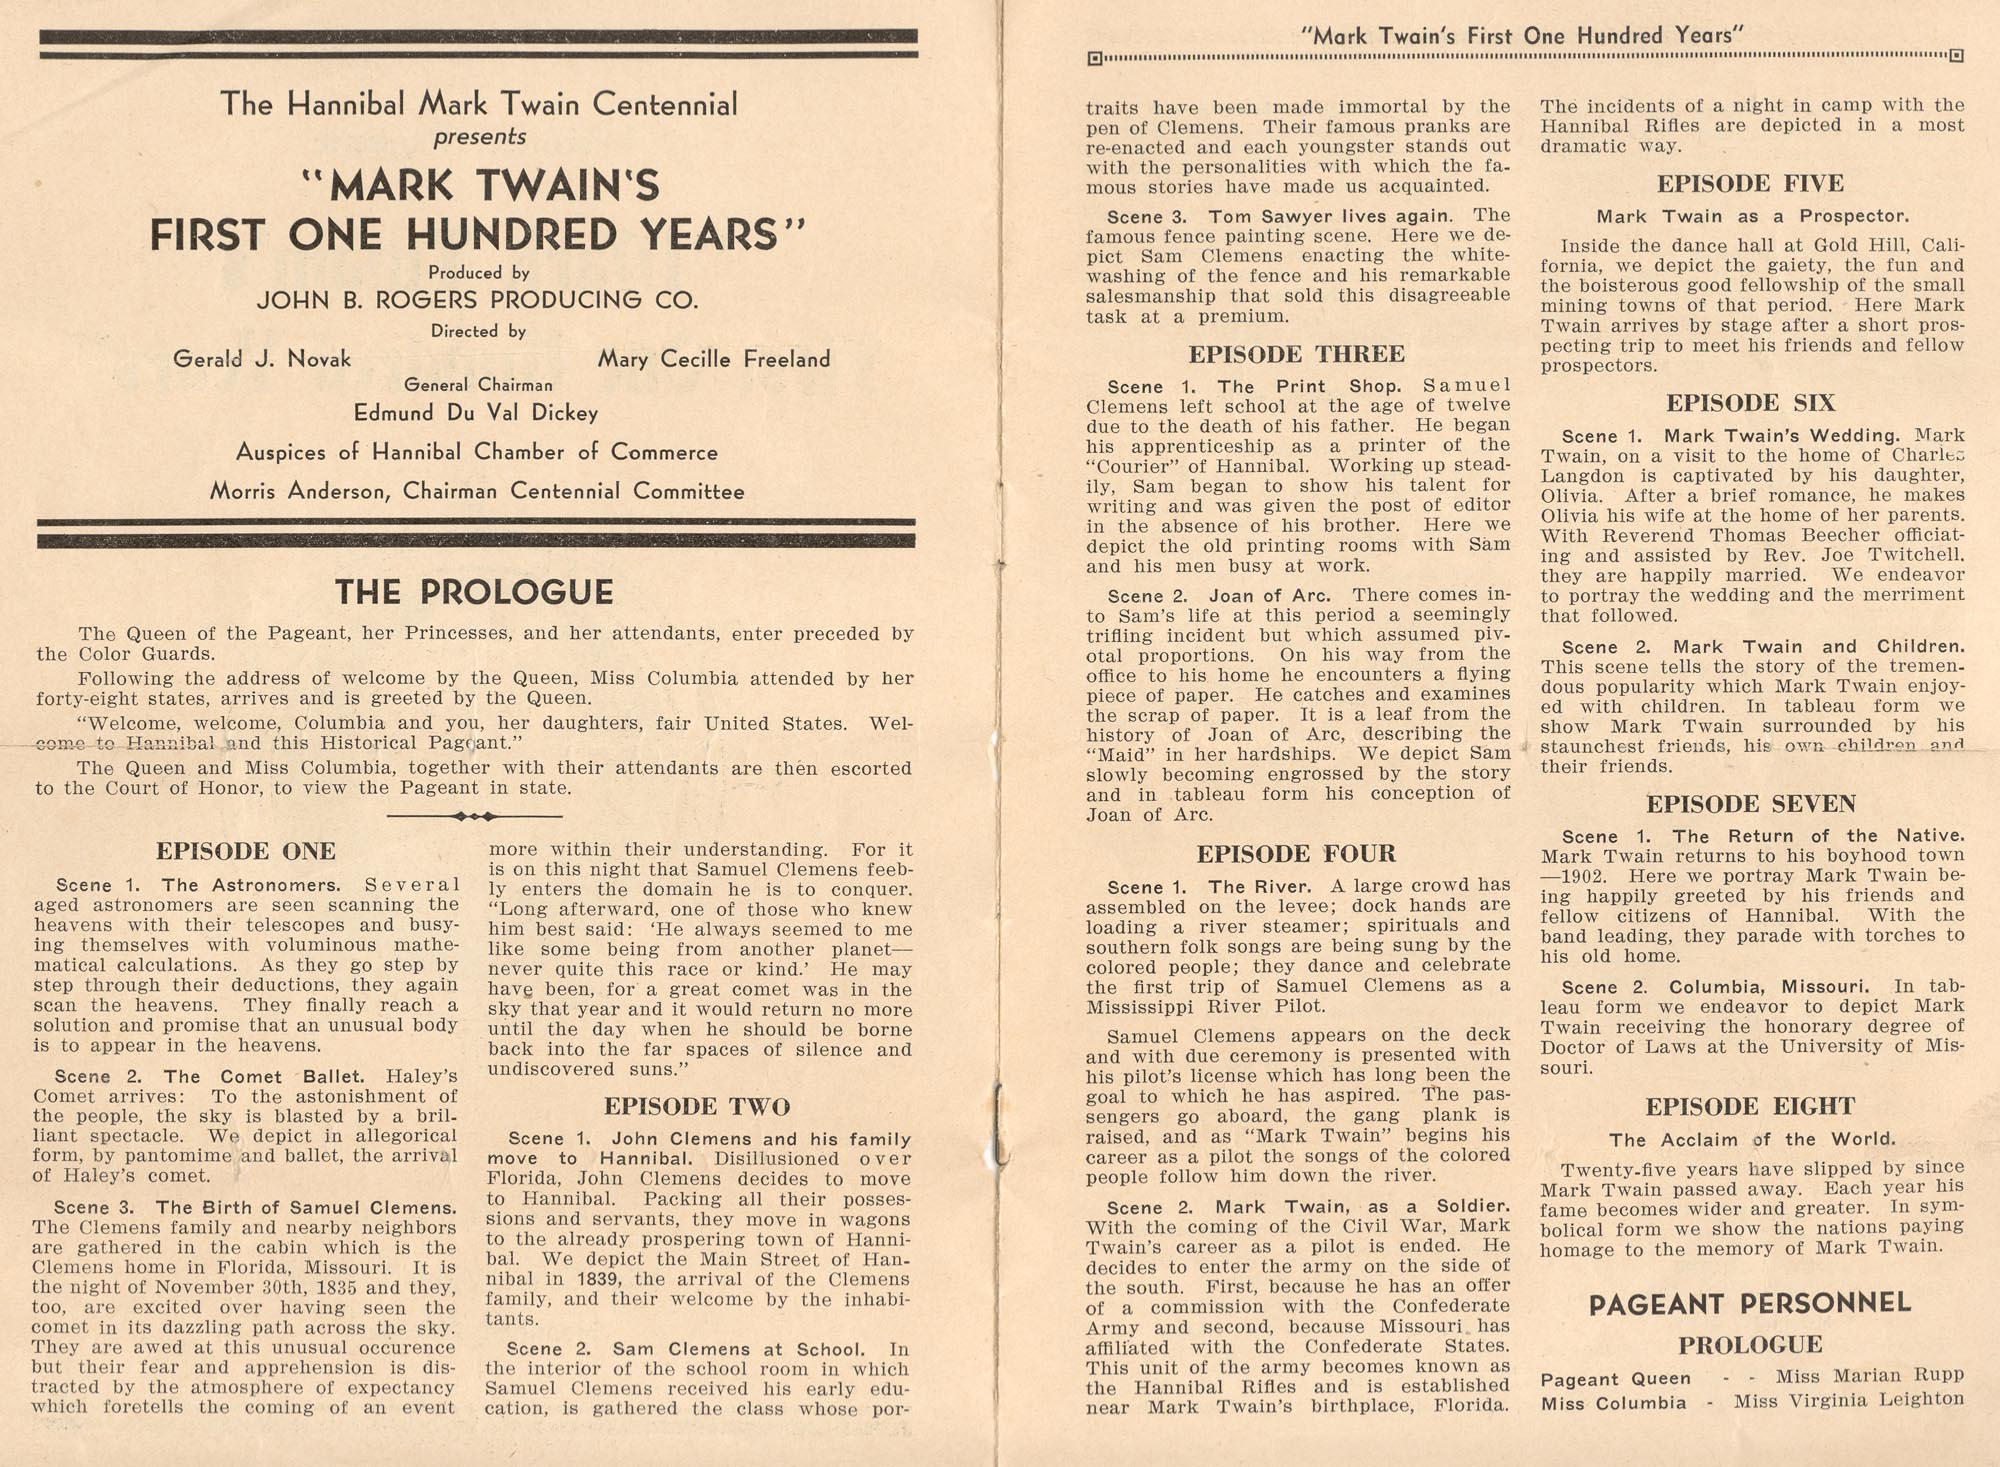 The Hannibal Mark Twain Centennial
presents
"MARK TWAIN'S
FIRST ONE HUNDRED YEARS"
Produced by
JOHN B. ROGERS PRODUCING CO.
Directed by
Gerald J. Novak Mary Cecille Freeland
General Chairman
Edmund Du Val Dickey
Auspices of Hannibal Chamber of Commerce
Morris Anderson, Chairman Centennial Committee
THE PROLOGUE
The Queen of the Pageant, her Princesses, and her attendants, enter preceded by
the Color Guards.
Following the address of welcome by the Queen, Miss Columbia attended by her
forty-eight states, arrives and is greeted by the Queen.
"Welcome, welcome, Columbia and you, her daughters, fair United States. Wel-
come to Hannibal and this Historical Pageant."
The Queen and Miss Columbia, together with their attendants are then escorted
to the Court of Honor, to view the Pageant in state.
EPISODE ONE
Scene 1. The Astronomers. Several
aged astronomers are seen scanning the
heavens with their telescopes and busy-
ing themselves with voluminous mathe-
matical calculations. As they go step by
step through their deductions, they again
scan the heavens. They finally reach a
solution and promise that an unusual body
is to appear in the heavens.
Scene 2. The Comet Ballet. Haley's
Comet arrives: To the astonishment of
the people, the sky is blasted by a bril-
liant spectacle. We depict in allegorical
form, by pantomime and ballet, the arrival
of Haley's comet.
Scene 3. The Birth of Samuel Clemens.
The Clemens family and nearby neighbors
are gathered in the cabin which is the
Clemens home in Florida, Missouri. It is
the night of November 30th, 1835 and they,
too, are excited over having seen the
comet in its dazzling path across the sky.
They are awed at this unusual occurence
but their fear and apprehension is dis-
tracted by the atmosphere of expectancy
which foretells the coming of an event
more within their understanding. For it
is on this night that Samuel Clemens feeb-
ly enters the domain he is to conquer.
"Long afterward, one of those who knew
him best said: 'He always seemed to me
like some being from another planet—
never quite this race or kind.' He may
have been, for a great comet was in the
sky that year and it would return no more
until the day when he should be borne
back into the far spaces of silence and
undiscovered suns."
EPISODE TWO
Scene 1. John Clemens and his family
move to Hannibal. Disillusioned over
Florida, John Clemens decides to move
to Hannibal. Packing all their posses-
sions and servants, they move in wagons
to the already prospering town of Hanni-
bal. We depict the Main Street of Han-
nibal in 1839, the arrival of the Clemens
family, and their welcome by the inhabi-
tants.
Scene 2. Sam Clemens at School. In
the interior of the school room in which
Samuel Clemens received his early edu-
cation, is gathered the class whose por-
"Mark Twain's First One Hundred Years"
traits have been made immortal by the
pen of Clemens. Their famous pranks are
re-enacted and each youngster stands out
with the personalities with which the fa-
mous stories have made us acquainted.
Scene 3. Tom Sawyer lives again. The
famous fence painting scene. Here we de-
pict Sam Clemens enacting the white-
washing of the fence and his remarkable
salesmanship that sold this disagreeable
task at a premium.
EPISODE THREE
Scene 1. The Print Shop. Samuel
Clemens left school at the age of twelve
due to the death of his father. He began
his apprenticeship as a printer of the
"Courier" of Hannibal. Working up stead-
ily, Sam began to show his talent for
writing and was given the post of editor
in the absence of his brother. Here we
depict the old printing rooms with Sam
and his men busy at work.
Scene 2. Joan of Arc. There comes in-
to Sam's life at this period a seemingly
trifling incident but which assumed piv-
otal proportions. On his way from the
office to his home he encounters a flying
piece of paper. He catches and examines
the scrap of paper. It is a leaf from the
history of Joan of Arc, describing the
"Maid" in her hardships. We depict Sam
slowly becoming engrossed by the story
and in tableau form his conception of
Joan of Arc.
EPISODE FOUR
Scene 1. The River. A large crowd has
assembled on the levee; dock hands are
loading a river steamer; spirituals and
southern folk songs are being sung by the
colored people; they dance and celebrate
the first trip of Samuel Clemens as a
Mississippi River Pilot.
Samuel Clemens appears on the deck
and with due ceremony is presented with
his pilot's license which has long been the
goal to which he has aspired. The pas-
sengers go aboard, the gang plank is
raised, and as "Mark Twain" begins his
career as a pilot the songs of the colored
people follow him down the river.
Scene 2. Mark Twain, as a Soldier.
With the coming of the Civil War, Mark
Twain's career as a pilot is ended. He
decides to enter the army on the side of
the south. First, because he has an offer
of a commission with the Confederate
Army and second, because Missouri has
affiliated with the Confederate States.
This unit of the army becomes known as
the Hannibal Rifles and is established
near Mark Twain's birthplace, Florida.
The incidents of a night in camp with the
Hannibal Rifles are depicted in a most
dramatic way.
EPISODE FIVE
Mark Twain as a Prospector.
Inside the dance hall at Gold Hill, Cali-
fornia, we depict the gaiety, the fun and
the boisterous good fellowship of the small
mining towns of that period. Here Mark
Twain arrives by stage after a short pros-
pecting trip to meet his friends and fellow
prospectors.
EPISODE SIX
Scene 1. Mark Twain's Wedding. Mark
Twain, on a visit to the home of Charles
Langdon is captivated by his daughter,
Olivia. After a brief romance, he makes
Olivia his wife at the home of her parents.
With Reverend Thomas Beecher officiat-
ing and assisted by Rev. Joe Twitchell.
they are happily married. We endeavor
to portray the wedding and the merriment
that followed.
Scene 2. Mark Twain and Children.
This scene tells the story of the tremen-
dous popularity which Mark Twain enjoy-
ed with children. In tableau form we
show Mark Twain surrounded by his
staunchest friends, his own children and
their friends.
EPISODE SEVEN
Scene 1. The Return of the Native.
Mark Twain returns to his boyhood town
—1902. Here we portray Mark Twain be-
ing happily greeted by his friends and
fellow citizens of Hannibal. With the
band leading, they parade with torches to
his old home.
Scene 2. Columbia, Missouri. In tab-
leau form we endeavor to depict Mark
Twain receiving the honorary degree of
Doctor of Laws at the University of Mis-
souri.
EPISODE EIGHT
The Acclaim of the World.
Twenty-five years have slipped by since
Mark Twain passed away. Each year his
fame becomes wider and greater. In sym-
bolical form we show the nations paying
homage to the memory of Mark Twain.
PAGEANT PERSONNEL
PROLOGUE
Pageant Queen - - Miss Marian Rupp
Miss Columbia - Miss Virginia Leighton